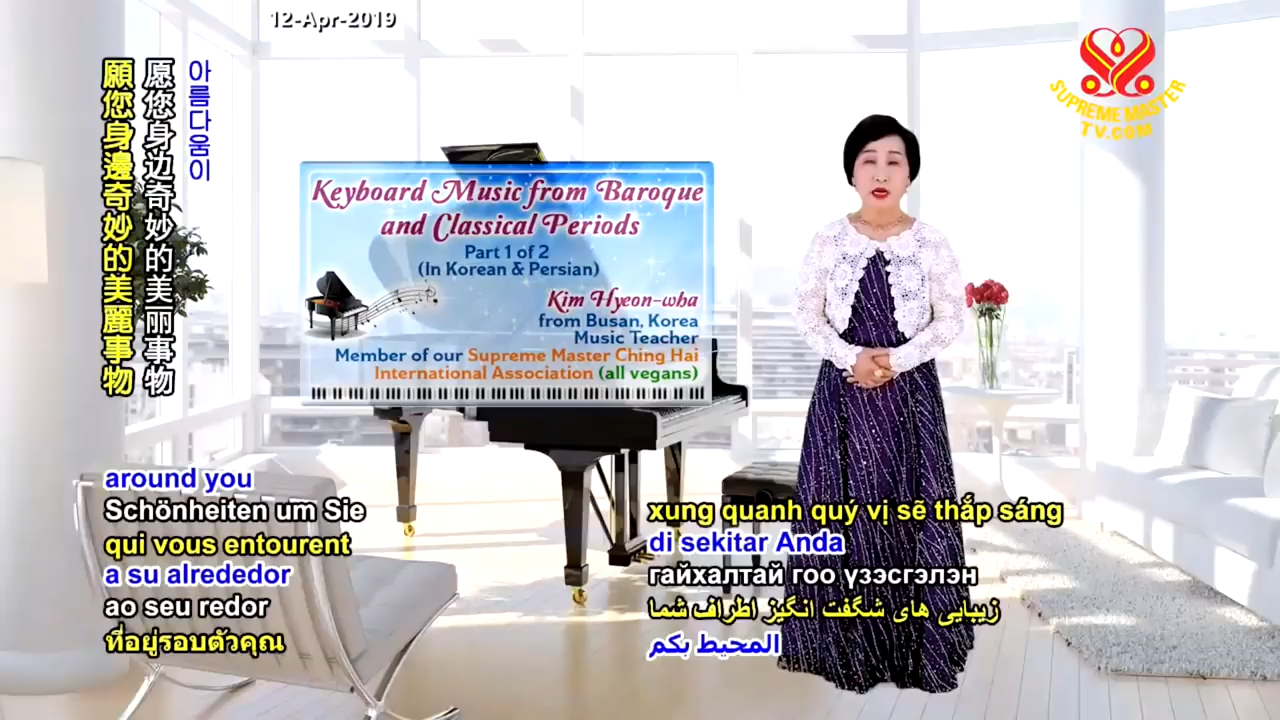 12-Apr-2019
아름다움이
愿您身边奇妙的美丽事物
願您身邊奇妙的美麗事物
SUPREME MASTER
TV.COM
Keyboard Music from Baroque
and Classical Periods
Part 1 of 2
(In Korean & Persian)
Kim Hyeon-wha
from Busan, Korea
Music Teacher
Member of our Supreme Master Ching Hai
International Association (all vegans)
around you
Schönheiten um Sie
qui vous entourent
a su alrededor
ao seu redor
ที่อยู่รอบตัวคุณ
xung quanh quý vị sẽ thắp sáng
di sekitar Anda
гайхалтай гоо үзэсгэлэн
زیبایی های شگفت انگیز اطراف شما
المحيط بكم